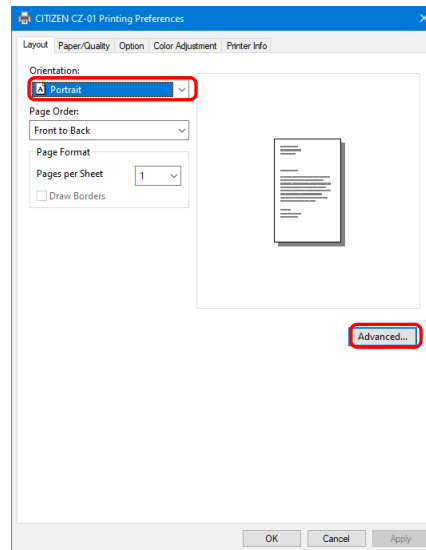 CITIZEN CZ-01 Printing Preferences
Layout Paper/Quality Option Color Adjustment Printer Info
Orientation:
A Portrait
Page Order:
Front to Back
Page Format
Pages per Sheet 1
Draw Borders
Advanced...
OK Cancel Apply